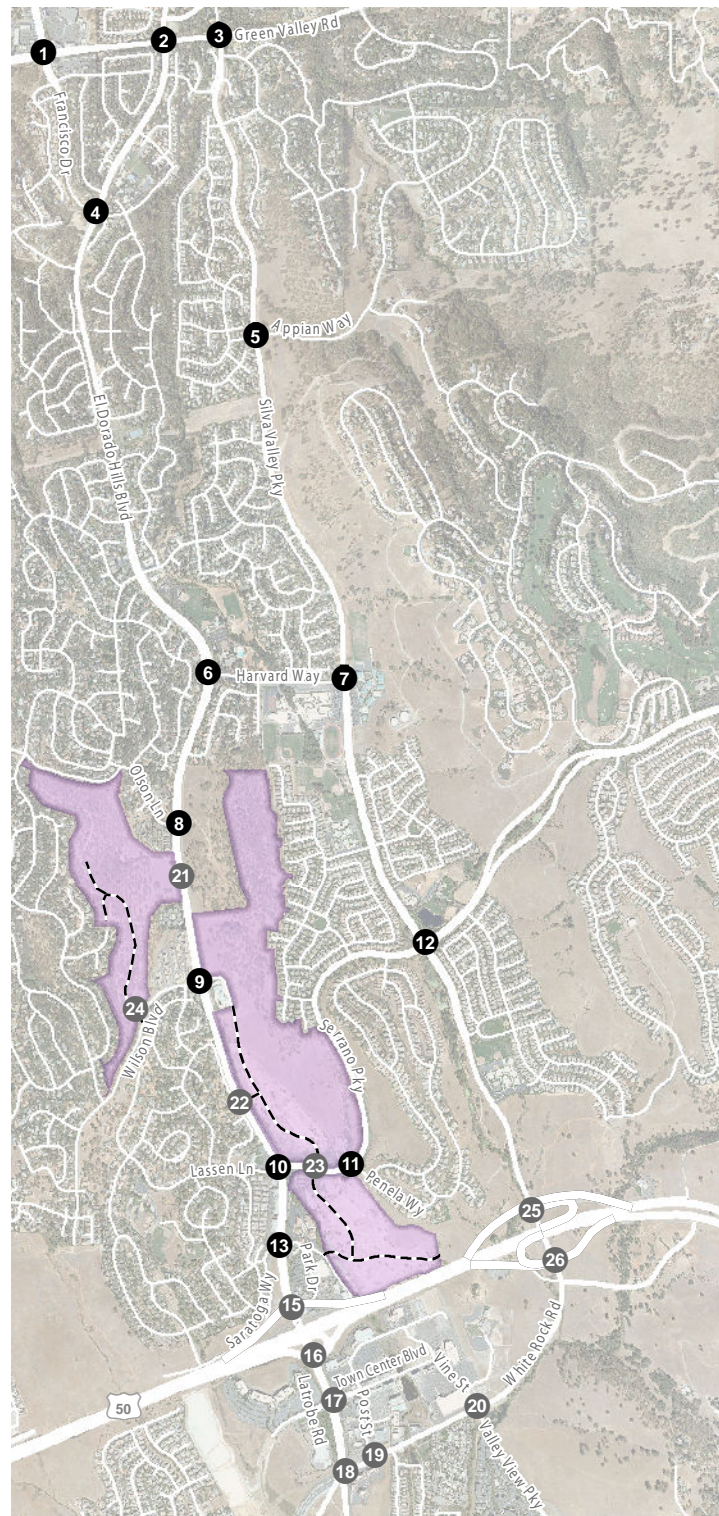 1
2
3
Green Valley Rd
Francisco Dr
4
5
Appian Way
El Dorado Hills Blvd
Silva Valley Pky
6
Harvard Way
7
Olson Ln
8
21
12
9
24
Wilson Blvd
Serrano Pky
22
Lassen Ln
10
23
11
Penela Wy
25
13
Park Dr
26
Saratoga Wy
15
White Rock Rd
16
Town Center Blvd
Vine St
Latrobe Rd
17
Post St
20
50
19
Valley View Pky
18